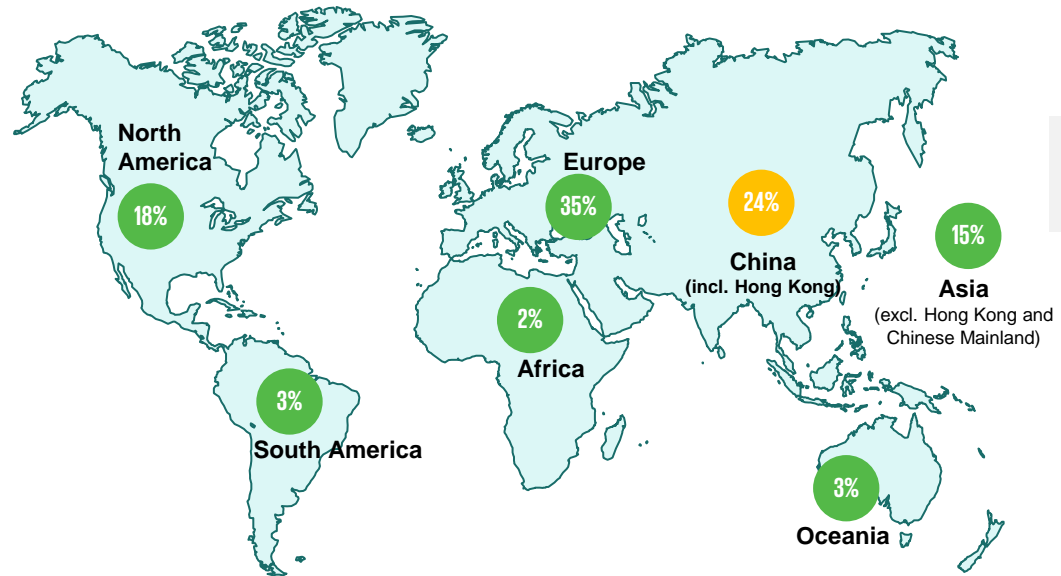 North
America
18%
Europe
35%
24%
China
(incl. Hong Kong)
15%
Asia
(excl. Hong Kong and
Chinese Mainland)
2%
Africa
3%
South America
3%
Oceania